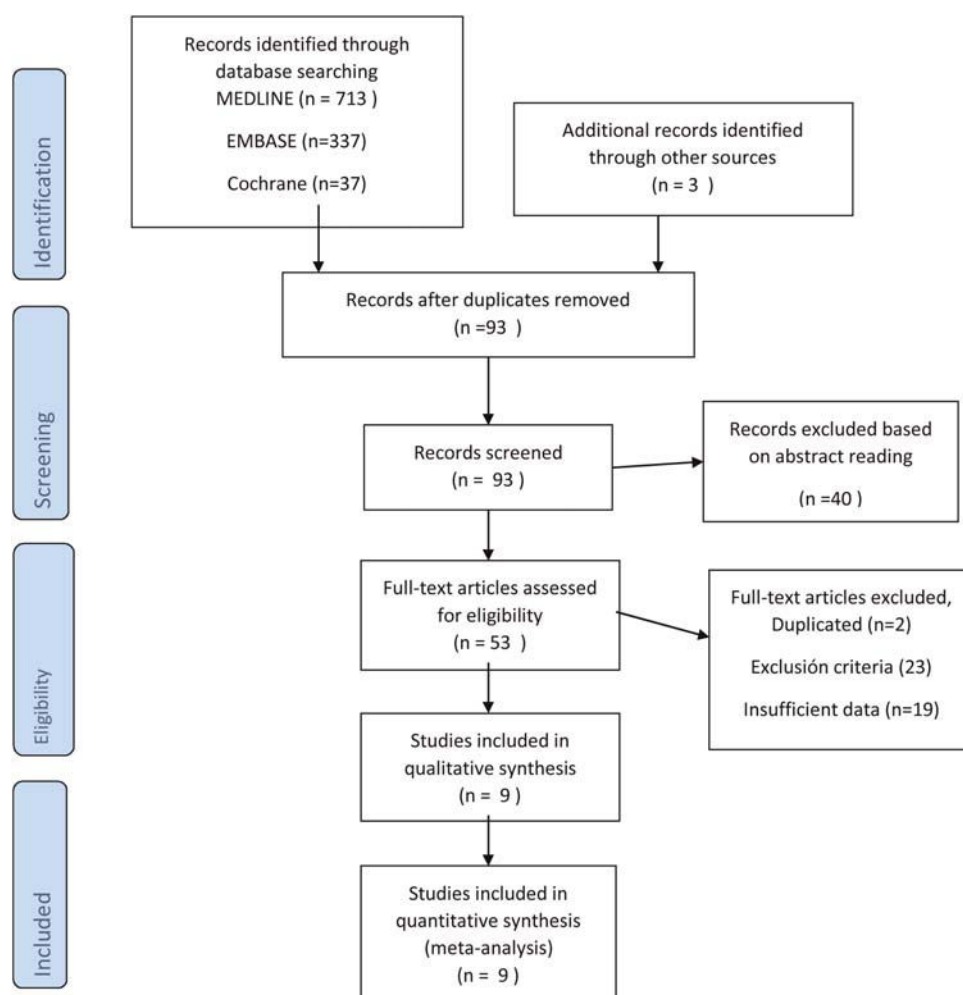 Identification
Records identified through
database searching
MEDLINE (n = 713 )
EMBASE (n=337)
Cochrane (n=37)
Additional records identified
through other sources
(n = 3 )
Records after duplicates removed
(n =93 )
Screening
Records screened
(n = 93 )
Records excluded based
on abstract reading
(n =40 )
Eligibility
Full-text articles assessed
for eligibility
(n = 53 )
Full-text articles excluded,
Duplicated (n=2)
Exclusión criteria (23)
Insufficient data (n=19)
Studies included in
qualitative synthesis
(n = 9 )
Included
Studies included in
quantitative synthesis
(meta-analysis)
(n = 9 )